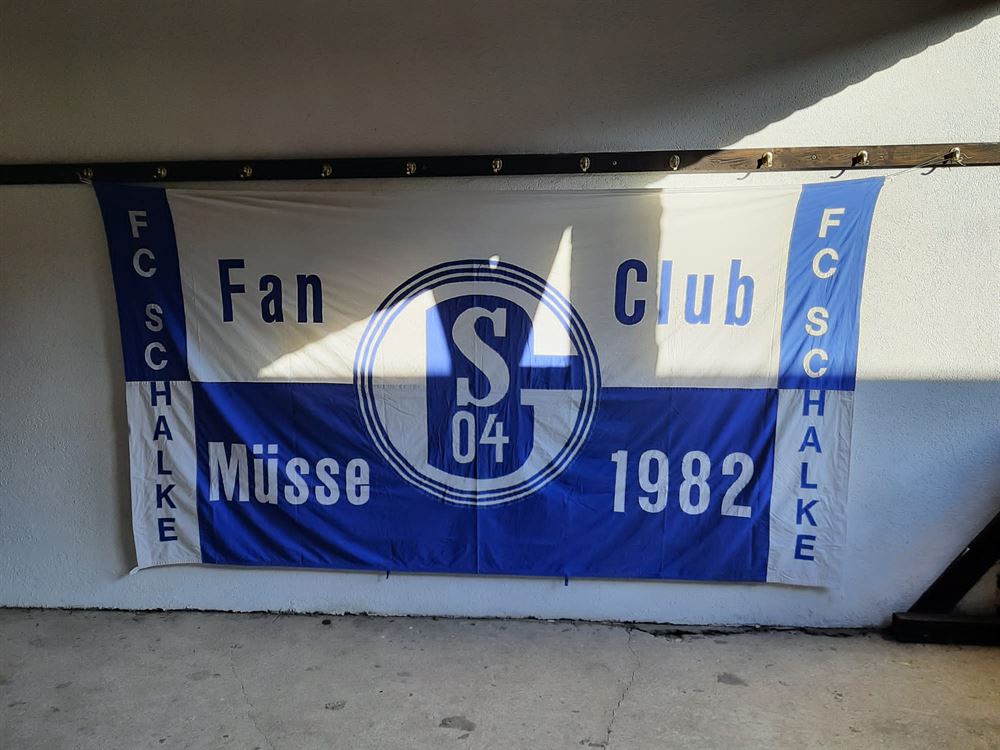 FC SCHALKE
Fan Club
S
04
Müsse 1982
FC SCHALKE